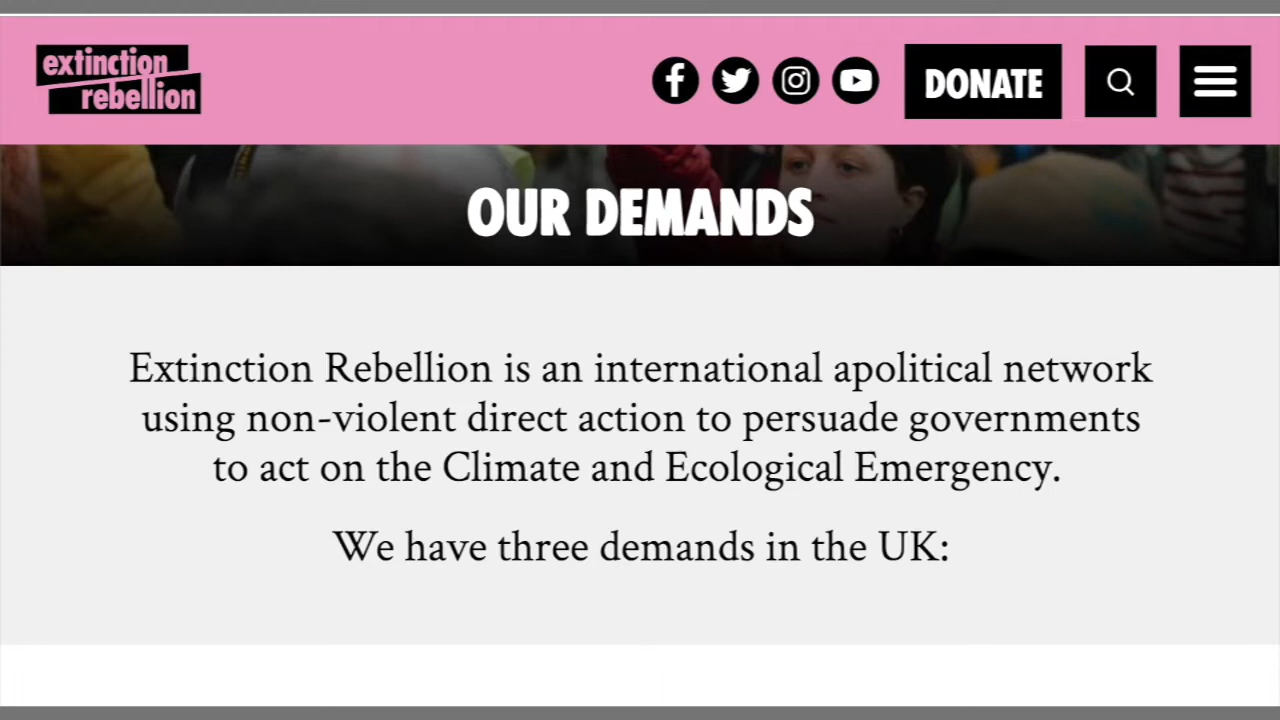 extinction
rebellion
DONATE
OUR DEMANDS
Extinction Rebellion is an international apolitical network
using non-violent direct action to persuade governments
to act on the Climate and Ecological Emergency.
We have three demands in the UK: